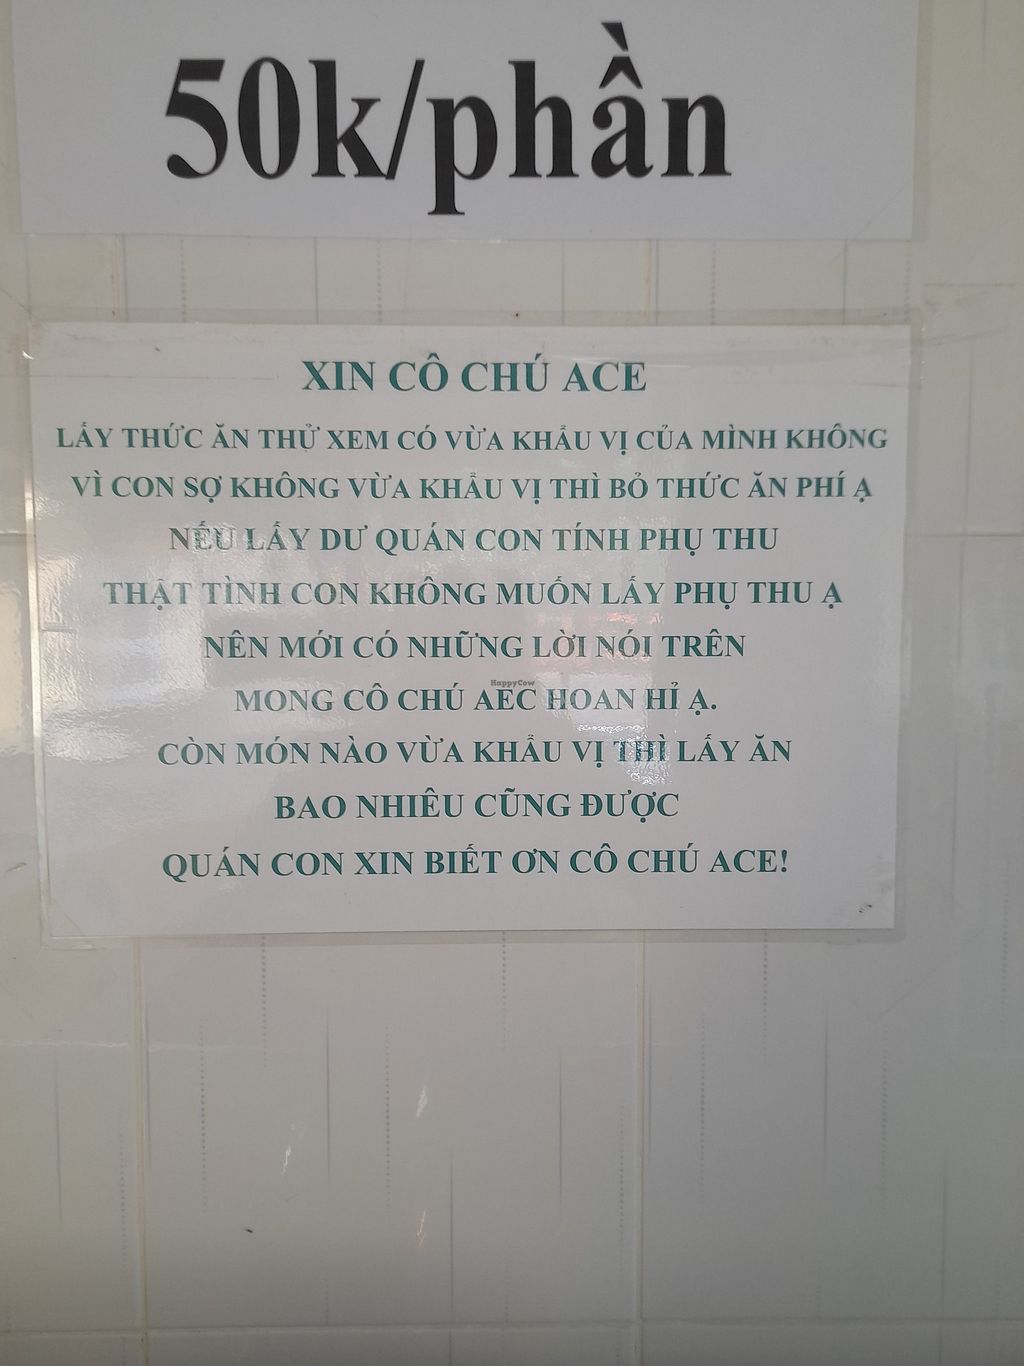 50k/phần
XIN CÔ CHÚ ACE
LẤY THỨC ĂN THỬ XEM CÓ VỪA KHẨU VỊ CỦA MÌNH KHÔNG
VÌ CON SỢ KHÔNG VỪA KHẨU VỊ THÌ BỎ THỨC ĂN PHÍ Ạ
NẾU LẤY DƯ QUÁN CON TÍNH PHỤ THU
THẬT TÌNH CON KHÔNG MUỐN LẤY PHỤ THU Ạ
NÊN MỚI CÓ NHỮNG LỜI NÓI TRÊN
HappyCow
MONG CÔ CHÚ AEC HOAN HỈ Ạ.
CÒN MÓN NÀO VỪA KHẨU VỊ THÌ LẤY ĂN
BAO NHIÊU CŨNG ĐƯỢC
QUÁN CON XIN BIẾT ƠN CÔ CHÚ ACE!